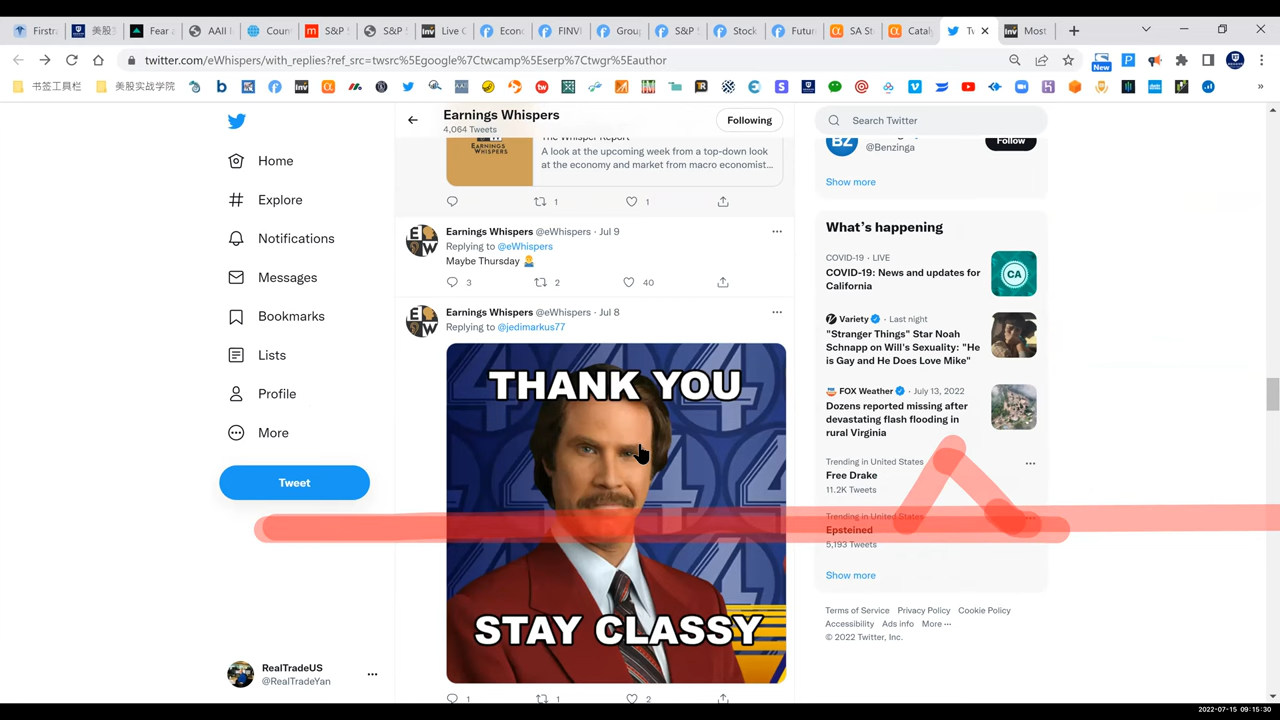 Firstra
美股
Fear a
AAII I
Coun
S&P
S&P
Live C
Econ
FINVI
Grou
S&P
Stock
Futur
SA St
Catal
Tw
Most
twitter.com/eWhispers/with_replies?ref_src=twsrc%5Egoogle%7Ctwcamp%5Eserp%7Ctwgr%5Eauthor
New
书签工具栏
美股实战学院
Earnings Whispers
4,064 Tweets
Following
Search Twitter
Home
Explore
Notifications
Messages
Bookmarks
Lists
Profile
More
Tweet
RealTradeUS
@RealTradeYan
EARNINGS
WHISPERS
The Whisper Report
A look at the upcoming week from a top-down look
at the economy and market from macro economist...
1
1
Earnings Whispers @eWhispers · Jul 9
Replying to @eWhispers
Maybe Thursday
3
2
40
Earnings Whispers @eWhispers · Jul 8
Replying to @jedimarkus77
THANK YOU
STAY CLASSY
1
1
2
BZ
@Benzinga
Follow
Show more
What's happening
COVID-19 · LIVE
COVID-19: News and updates for
California
CA
Variety · Last night
"Stranger Things" Star Noah
Schnapp on Will's Sexuality: "He
is Gay and He Does Love Mike"
FOX Weather · July 13, 2022
Dozens reported missing after
devastating flash flooding in
rural Virginia
Trending in United States
Free Drake
11.2K Tweets
Trending in United States
Epsteined
5,193 Tweets
Show more
Terms of Service Privacy Policy Cookie Policy
Accessibility Ads info More ···
© 2022 Twitter, Inc.
2022-07-15 09:15:30